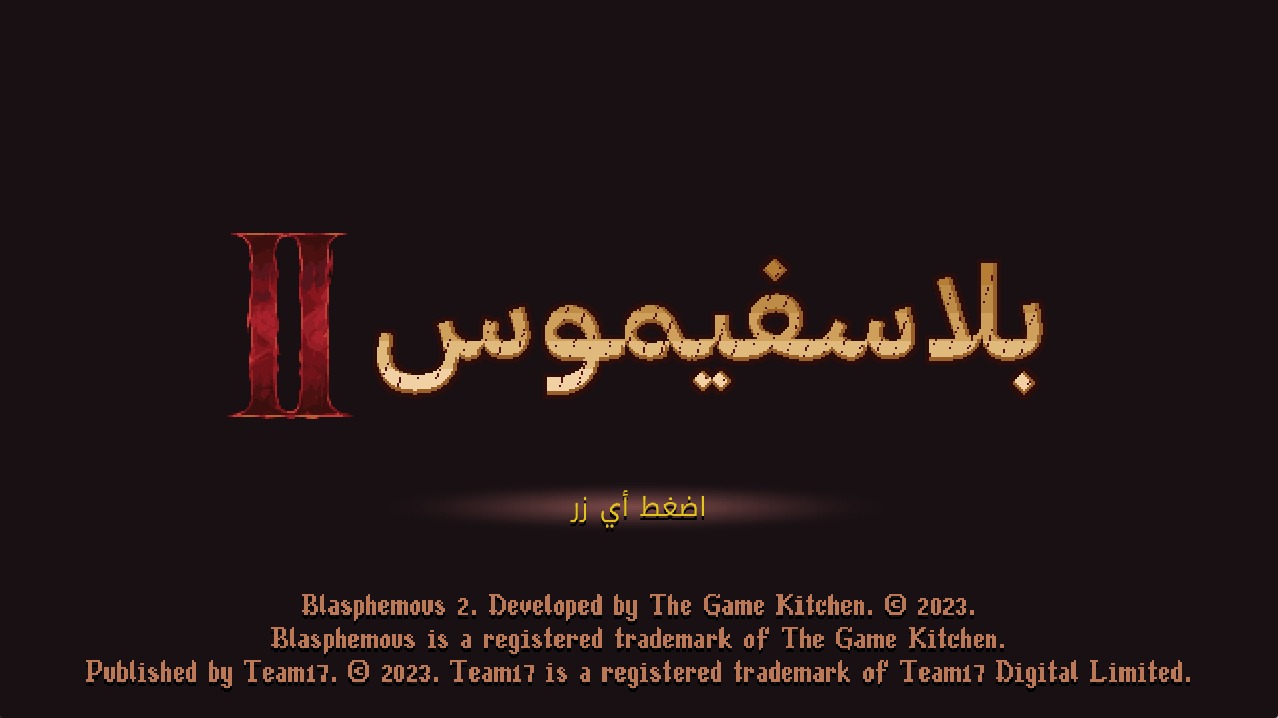 بلاسفيموس II
اضغط أي زر
Blasphemous 2. Developed by The Game Kitchen. © 2023.
Blasphemous is a registered trademark of The Game Kitchen.
Published by Team17. © 2023. Team17 is a registered trademark of Team17 Digital Limited.